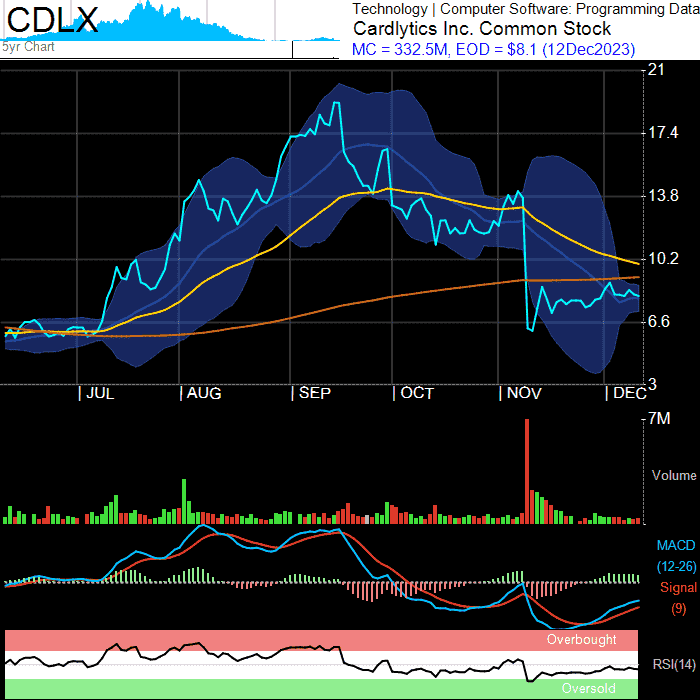 CDLX
5yr Chart
Technology | Computer Software: Programming Data
Cardlytics Inc. Common Stock
MC = 332.5M, EOD = $8.1 (12Dec2023)
21
17.4
13.8
10.2
6.6
3
| JUL | AUG | SEP | OCT | NOV | DEC
7M
Volume
MACD
(12-26)
Signal
(9)
Overbought
RSI(14)
Oversold